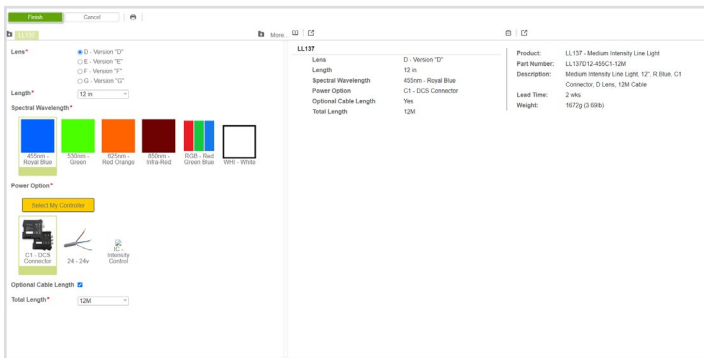 Finish
Cancel
LL137
More...
Lens*
D - Version "D"
E - Version "E"
F - Version "F"
G - Version "G"
Length*
12 in
Spectral Wavelength*
455nm - Royal Blue
530nm - Green
625nm - Red Orange
850nm - Infra-Red
RGB - Red Green Blue
WHI - White
Power Option*
Select My Controller
C1 - DCS Connector
24 - 24v
IC - Intensity Control
Optional Cable Length
Total Length*
12M
LL137
Lens D - Version "D"
Length 12 in
Spectral Wavelength 455nm - Royal Blue
Power Option C1 - DCS Connector
Optional Cable Length Yes
Total Length 12M
Product: LL137 - Medium Intensity Line Light
Part Number: LL137D12-455C1-12M
Description: Medium Intensity Line Light, 12", R.Blue, C1
Connector, D Lens, 12M Cable
Lead Time: 2 wks
Weight: 1672g (3.69lb)